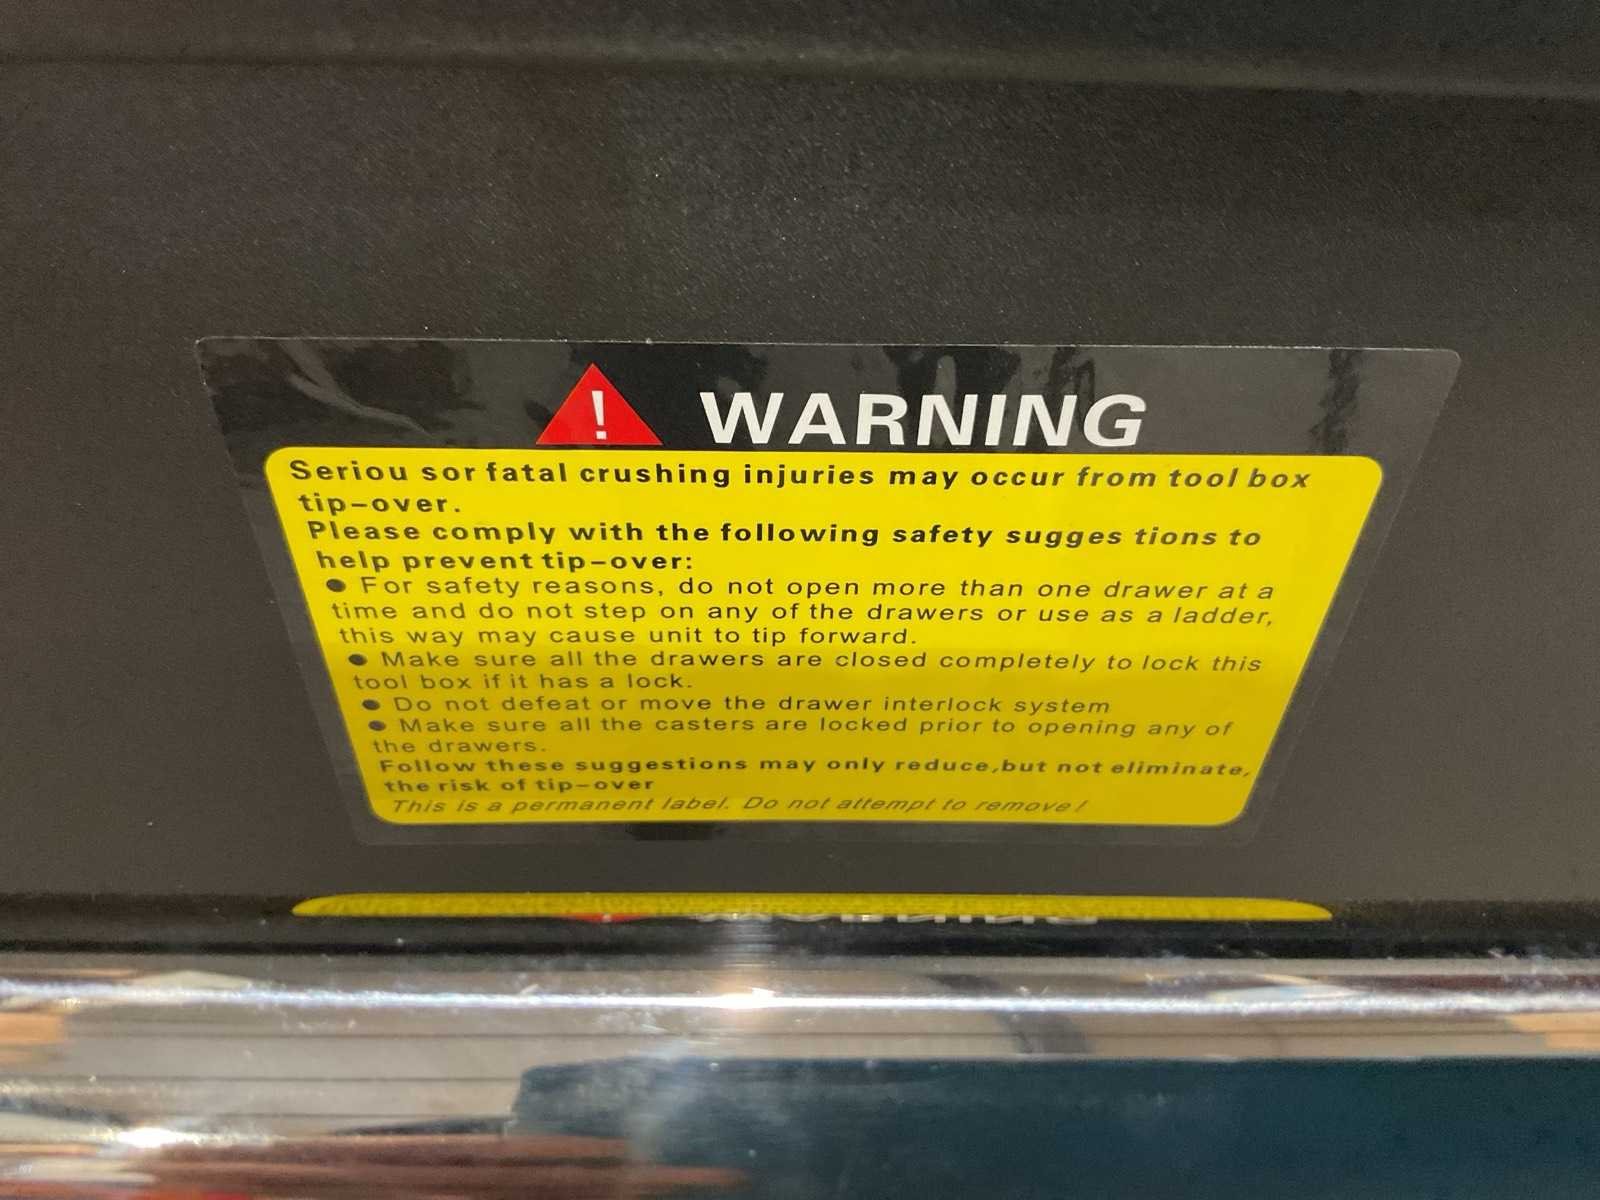 ! WARNING
Seriou sor fatal crushing injuries may occur from tool box
tip-over.
Please comply with the following safety sugges tions to
help prevent tip-over:
● For safety reasons, do not open more than one drawer at a
time and do not step on any of the drawers or use as a ladder,
this way may cause unit to tip forward.
● Make sure all the drawers are closed completely to lock this
tool box if it has a lock.
● Do not defeat or move the drawer interlock system
● Make sure all the casters are locked prior to opening any of
the drawers.
Follow these suggestions may only reduce,but not eliminate,
the risk of tip-over
This is a permanent label. Do not attempt to remove!